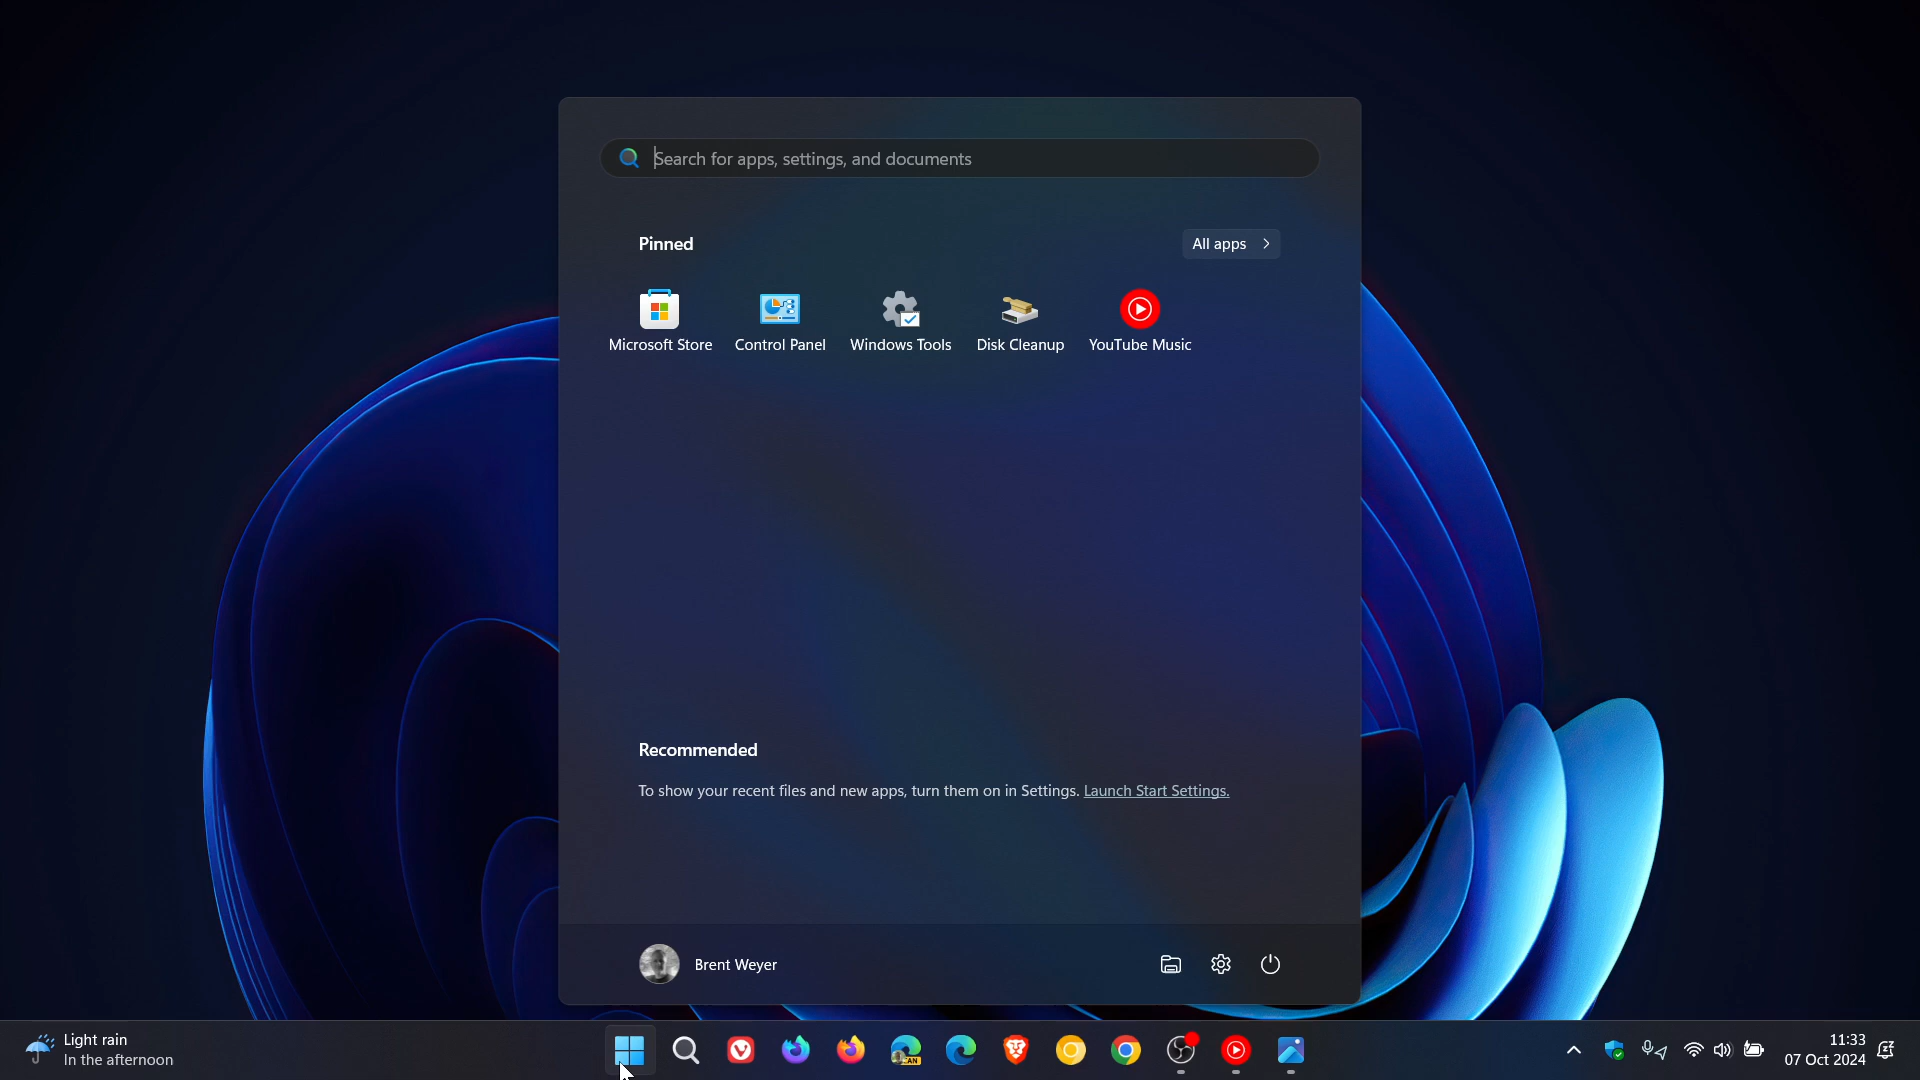 Search for apps, settings, and documents
Pinned
All apps
Microsoft Store
Control Panel
Windows Tools
Disk Cleanup
YouTube Music
Recommended
To show your recent files and new apps, turn them on in Settings. Launch Start Settings.
Brent Weyer
Light rain
In the afternoon
CAN
11:33
07 Oct 2024